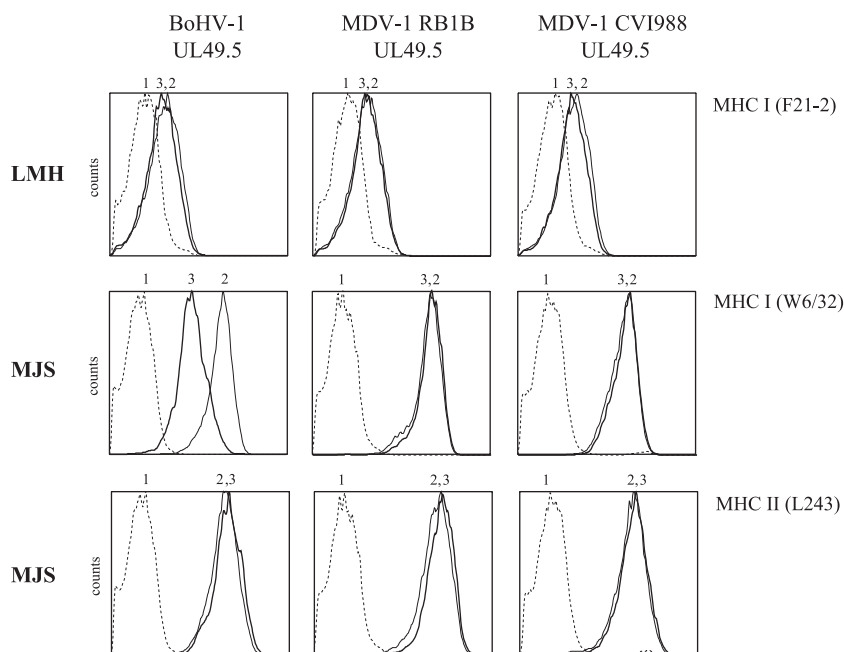 BoHV-1
UL49.5
MDV-1 RB1B
UL49.5
MDV-1 CVI988
UL49.5
LMH
counts
1 3,2
1 3,2
1 3,2
MHC I (F21-2)
MJS
counts
1 3 2
1 3,2
1 3,2
MHC I (W6/32)
MJS
counts
1 2,3
1 2,3
1 2,3
MHC II (L243)